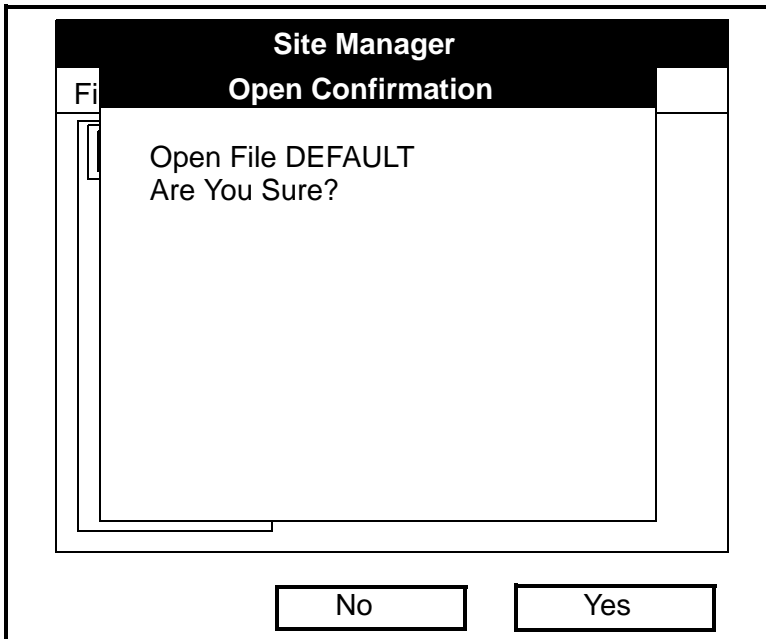 Site Manager
Open Confirmation
Fi
Open File DEFAULT
Are You Sure?
No
Yes